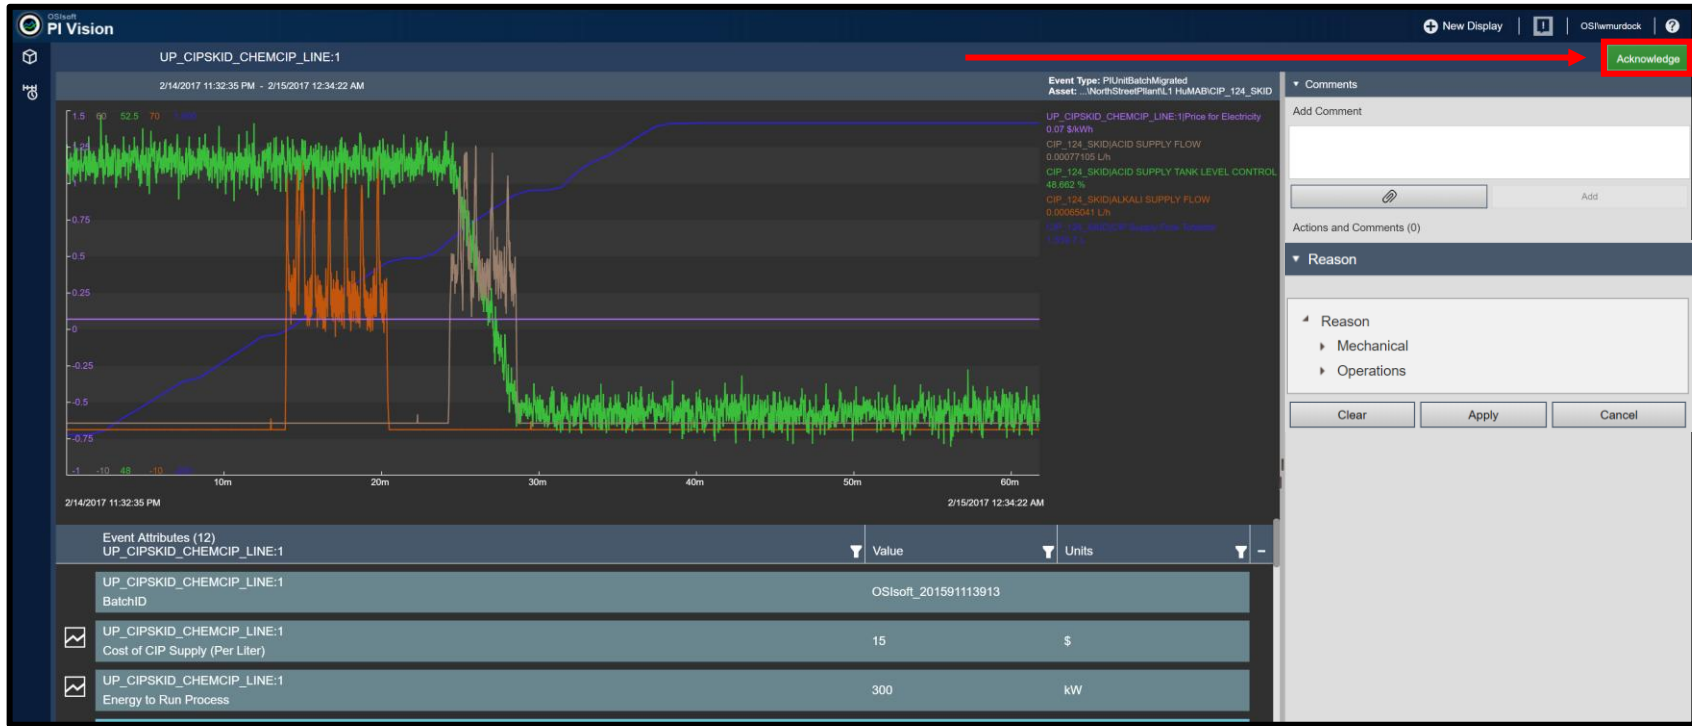 OSIsoft
PI Vision
New Display
OSI\wmurdock
UP_CIPSKID_CHEMCIP_LINE:1
Acknowledge
2/14/2017 11:32:35 PM - 2/15/2017 12:34:22 AM
Event Type: PIUnitBatchMigrated
Asset: ...\NorthStreetPllant\L1 HuMAB\CIP_124_SKID
1.5 60 52.5 70
1.25
1
0.75
0.5
0.25
0
-0.25
-0.5
-0.75
-1 -10 48 -10
10m 20m 30m 40m 50m 60m
2/14/2017 11:32:35 PM 2/15/2017 12:34:22 AM
UP_CIPSKID_CHEMCIP_LINE:1|Price for Electricity
0.07 $/kWh
CIP_124_SKID|ACID SUPPLY FLOW
0.00077105 L/h
CIP_124_SKID|ACID SUPPLY TANK LEVEL CONTROL
48.662 %
CIP_124_SKID|ALKALI SUPPLY FLOW
0.00065041 L/h
Comments
Add Comment
Add
Actions and Comments (0)
Reason
Reason
Mechanical
Operations
Clear Apply Cancel
Event Attributes (12)
UP_CIPSKID_CHEMCIP_LINE:1
Value Units
UP_CIPSKID_CHEMCIP_LINE:1
BatchID
OSIsoft_201591113913
UP_CIPSKID_CHEMCIP_LINE:1
Cost of CIP Supply (Per Liter)
15 $
UP_CIPSKID_CHEMCIP_LINE:1
Energy to Run Process
300 kW